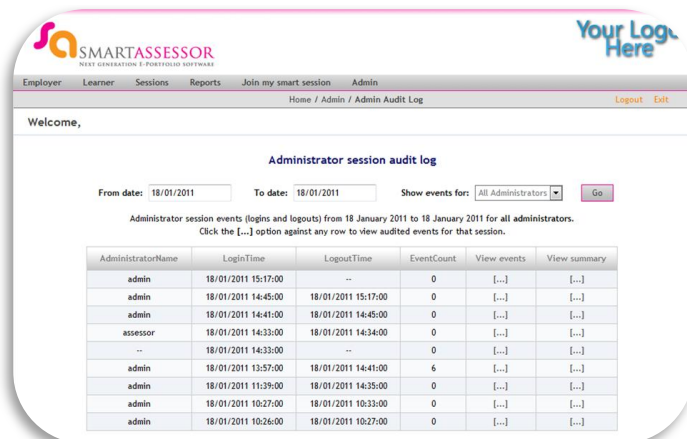 SMARTASSESSOR
NEXT GENERATION E-PORTFOLIO SOFTWARE
Your Logo
Here
Employer Learner Sessions Reports Join my smart session Admin
Home / Admin / Admin Audit Log Logout Exit
Welcome,
Administrator session audit log
From date: 18/01/2011 To date: 18/01/2011 Show events for: All Administrators Go
Administrator session events (logins and logouts) from 18 January 2011 to 18 January 2011 for all administrators.
Click the [...] option against any row to view audited events for that session.
AdministratorName LoginTime LogoutTime EventCount View events View summary
admin 18/01/2011 15:17:00 -- 0 [...] [...]
admin 18/01/2011 14:45:00 18/01/2011 15:17:00 0 [...] [...]
admin 18/01/2011 14:41:00 18/01/2011 14:45:00 0 [...] [...]
assessor 18/01/2011 14:33:00 18/01/2011 14:34:00 0 [...] [...]
-- 18/01/2011 14:33:00 -- 0 [...] [...]
admin 18/01/2011 13:57:00 18/01/2011 14:41:00 6 [...] [...]
admin 18/01/2011 11:39:00 18/01/2011 14:35:00 0 [...] [...]
admin 18/01/2011 10:27:00 18/01/2011 10:33:00 0 [...] [...]
admin 18/01/2011 10:26:00 18/01/2011 10:27:00 0 [...] [...]